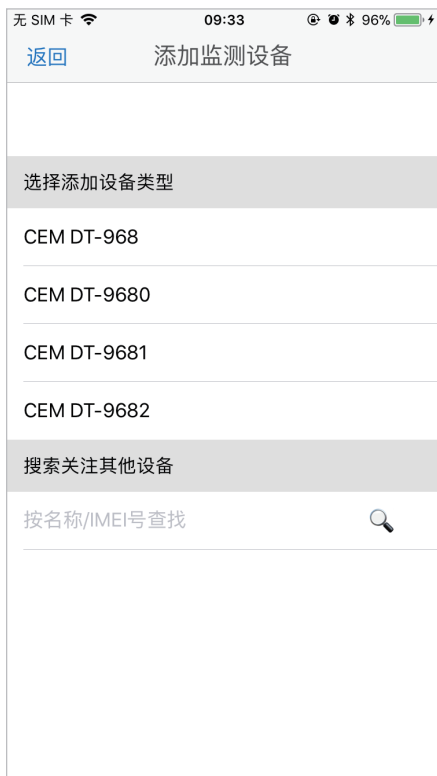 无 SIM 卡 09:33 96%
返回 添加监测设备
选择添加设备类型
CEM DT-968
CEM DT-9680
CEM DT-9681
CEM DT-9682
搜索关注其他设备
按名称/IMEI号查找